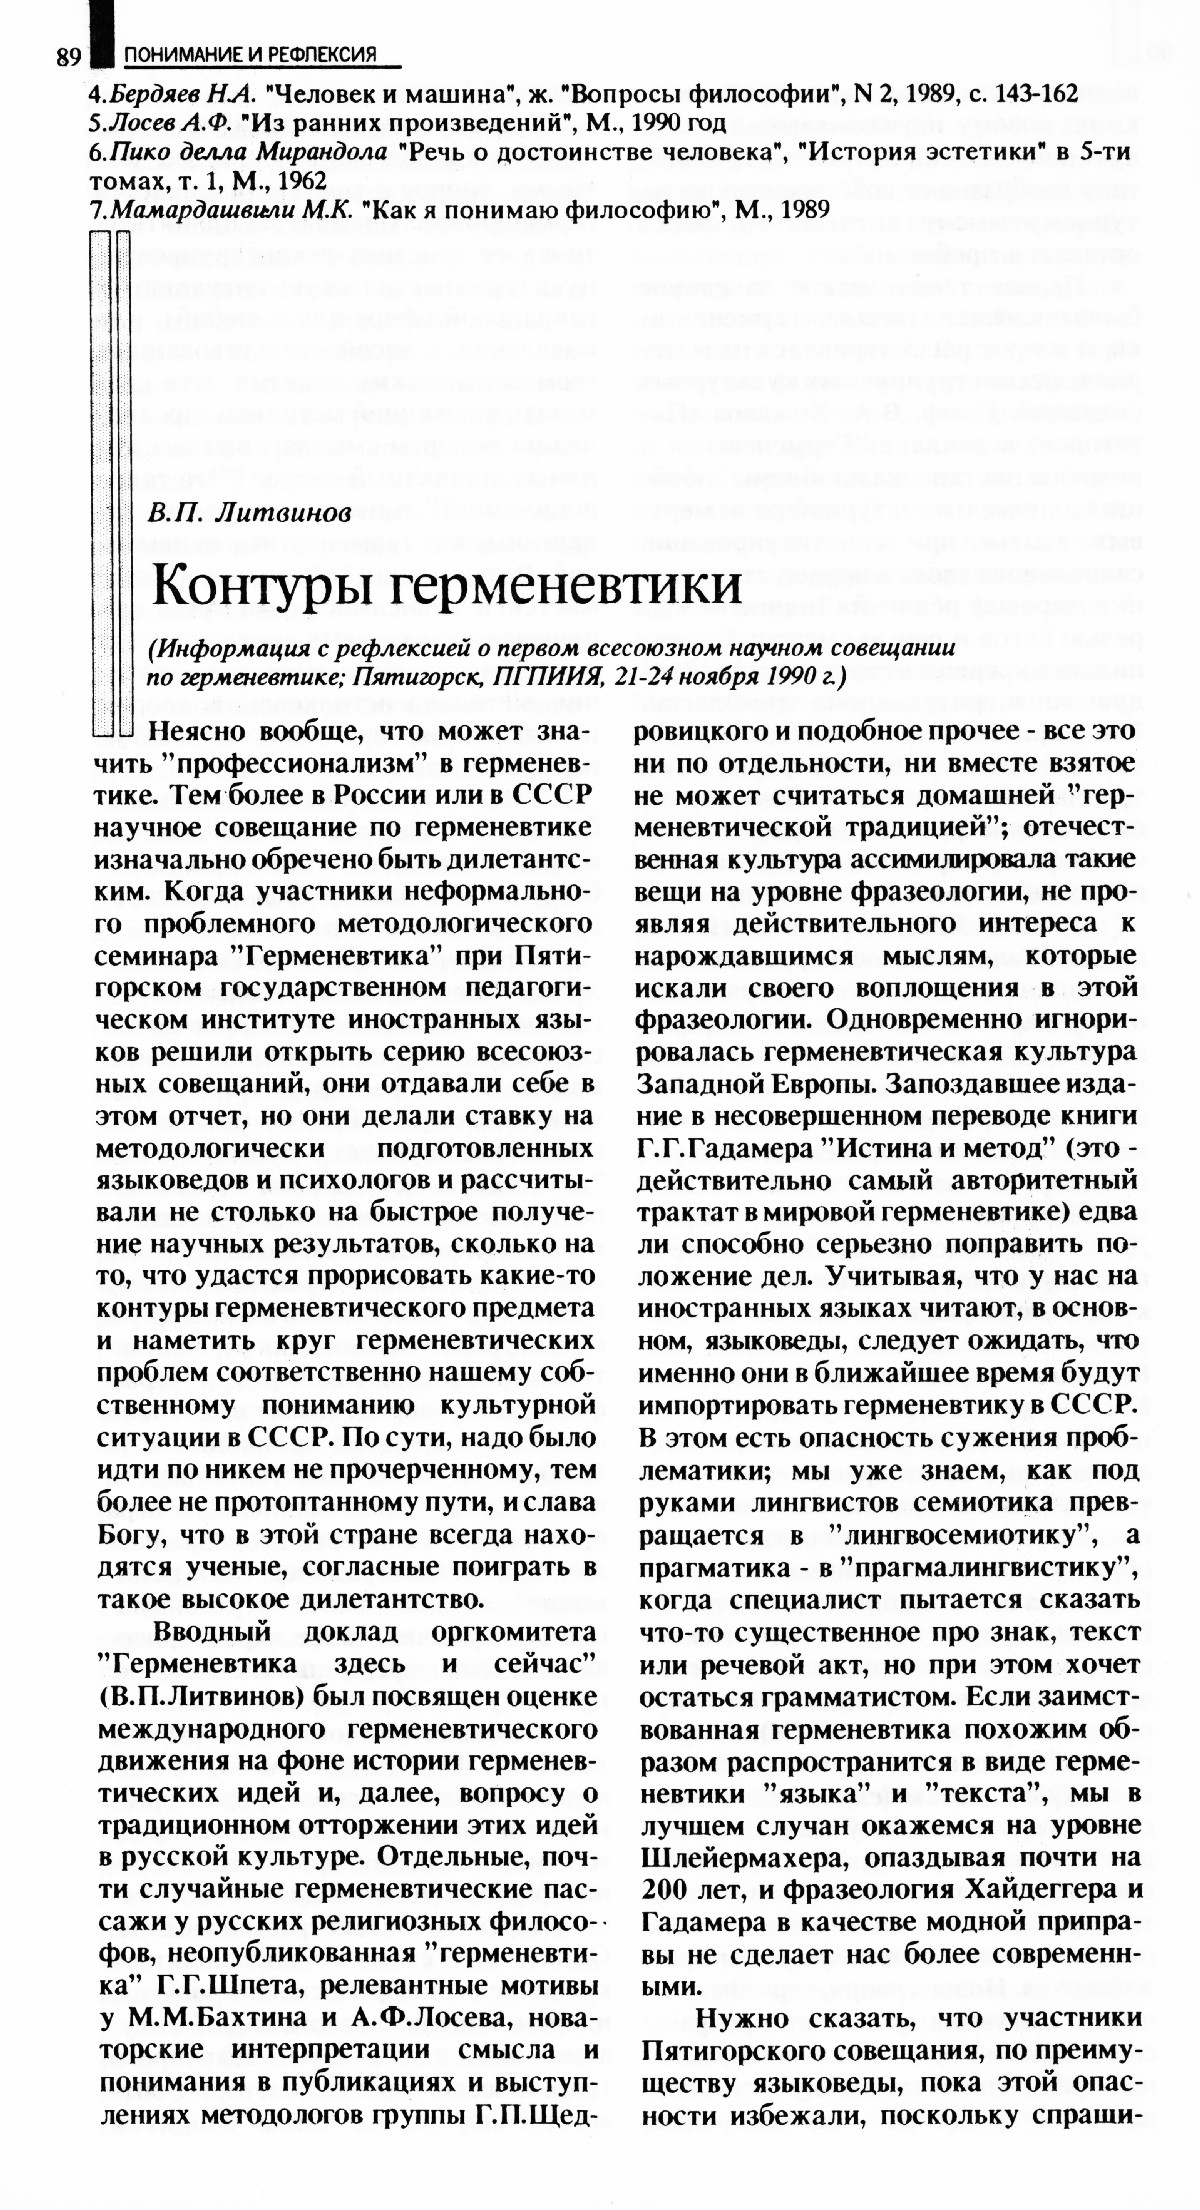 89 ПОНИМАНИЕ И РЕФЛЕКСИЯ
4.Бердяев Н.А. "Человек и машина", ж. "Вопросы философии", N 2, 1989, с. 143-162
5.Лосев А.Ф. "Из ранних произведений", М., 1990 год
6.Пико делла Мирандола "Речь о достоинстве человека", "История эстетики" в 5-ти
томах, т. 1, М., 1962
7.Мамардашвили М.К. "Как я понимаю философию", М., 1989
В.П. Литвинов
Контуры герменевтики
(Информация с рефлексией о первом всесоюзном научном совещании
по герменевтике; Пятигорск, ПГПИИЯ, 21-24 ноября 1990 г.)
Неясно вообще, что может зна-
чить ”профессионализм” в герменев-
тике. Тем более в России или в СССР
научное совещание по герменевтике
изначально обречено быть дилетантс-
ким. Когда участники неформально-
го проблемного методологического
семинара ”Герменевтика” при Пяти-
горском государственном педагоги-
ческом институте иностранных язы-
ков решили открыть серию всесоюз-
ных совещаний, они отдавали себе в
этом отчет, но они делали ставку на
методологически подготовленных
языковедов и психологов и рассчиты-
вали не столько на быстрое получе-
ние научных результатов, сколько на
то, что удастся прорисовать какие-то
контуры герменевтического предмета
и наметить круг герменевтических
проблем соответственно нашему соб-
ственному пониманию культурной
ситуации в СССР. По сути, надо было
идти по никем не прочерченному, тем
более не протоптанному пути, и слава
Богу, что в этой стране всегда нахо-
дятся ученые, согласные поиграть в
такое высокое дилетантство.
Вводный доклад оргкомитета
”Герменевтика здесь и сейчас”
(В.П.Литвинов) был посвящен оценке
международного герменевтического
движения на фоне истории герменев-
тических идей и, далее, вопросу о
традиционном отторжении этих идей
в русской культуре. Отдельные, поч-
ти случайные герменевтические пас-
сажи у русских религиозных филосо-
фов, неопубликованная ”герменевти-
ка” Г.Г.Шпета, релевантные мотивы
у М.М.Бахтина и А.Ф.Лосева, нова-
торские интерпретации смысла и
понимания в публикациях и выступ-
лениях методологов группы Г.П.Щед-
ровицкого и подобное прочее - все это
ни по отдельности, ни вместе взятое
не может считаться домашней ”гер-
меневтической традицией”; отечест-
венная культура ассимилировала такие
вещи на уровне фразеологии, не про-
являя действительного интереса к
нарождавшимся мыслям, которые
искали своего воплощения в этой
фразеологии. Одновременно игнори-
ровалась герменевтическая культура
Западной Европы. Запоздавшее изда-
ние в несовершенном переводе книги
Г.Г.Гадамера ”Истина и метод” (это -
действительно самый авторитетный
трактат в мировой герменевтике) едва
ли способно серьезно поправить по-
ложение дел. Учитывая, что у нас на
иностранных языках читают, в основ-
ном, языковеды, следует ожидать, что
именно они в ближайшее время будут
импортировать герменевтику в СССР.
В этом есть опасность сужения проб-
лематики; мы уже знаем, как под
руками лингвистов семиотика прев-
ращается в ”лингвосемиотику”, а
прагматика - в ”прагмалингвистику”,
когда специалист пытается сказать
что-то существенное про знак, текст
или речевой акт, но при этом хочет
остаться грамматистом. Если заимст-
вованная герменевтика похожим об-
разом распространится в виде герме-
невтики ”языка” и ”текста”, мы в
лучшем случан окажемся на уровне
Шлейермахера, опаздывая почти на
200 лет, и фразеология Хайдеггера и
Гадамера в качестве модной припра-
вы не сделает нас более современн-
ыми.
Нужно сказать, что участники
Пятигорского совещания, по преиму-
ществу языковеды, пока этой опас-
ности избежали, поскольку спраши-